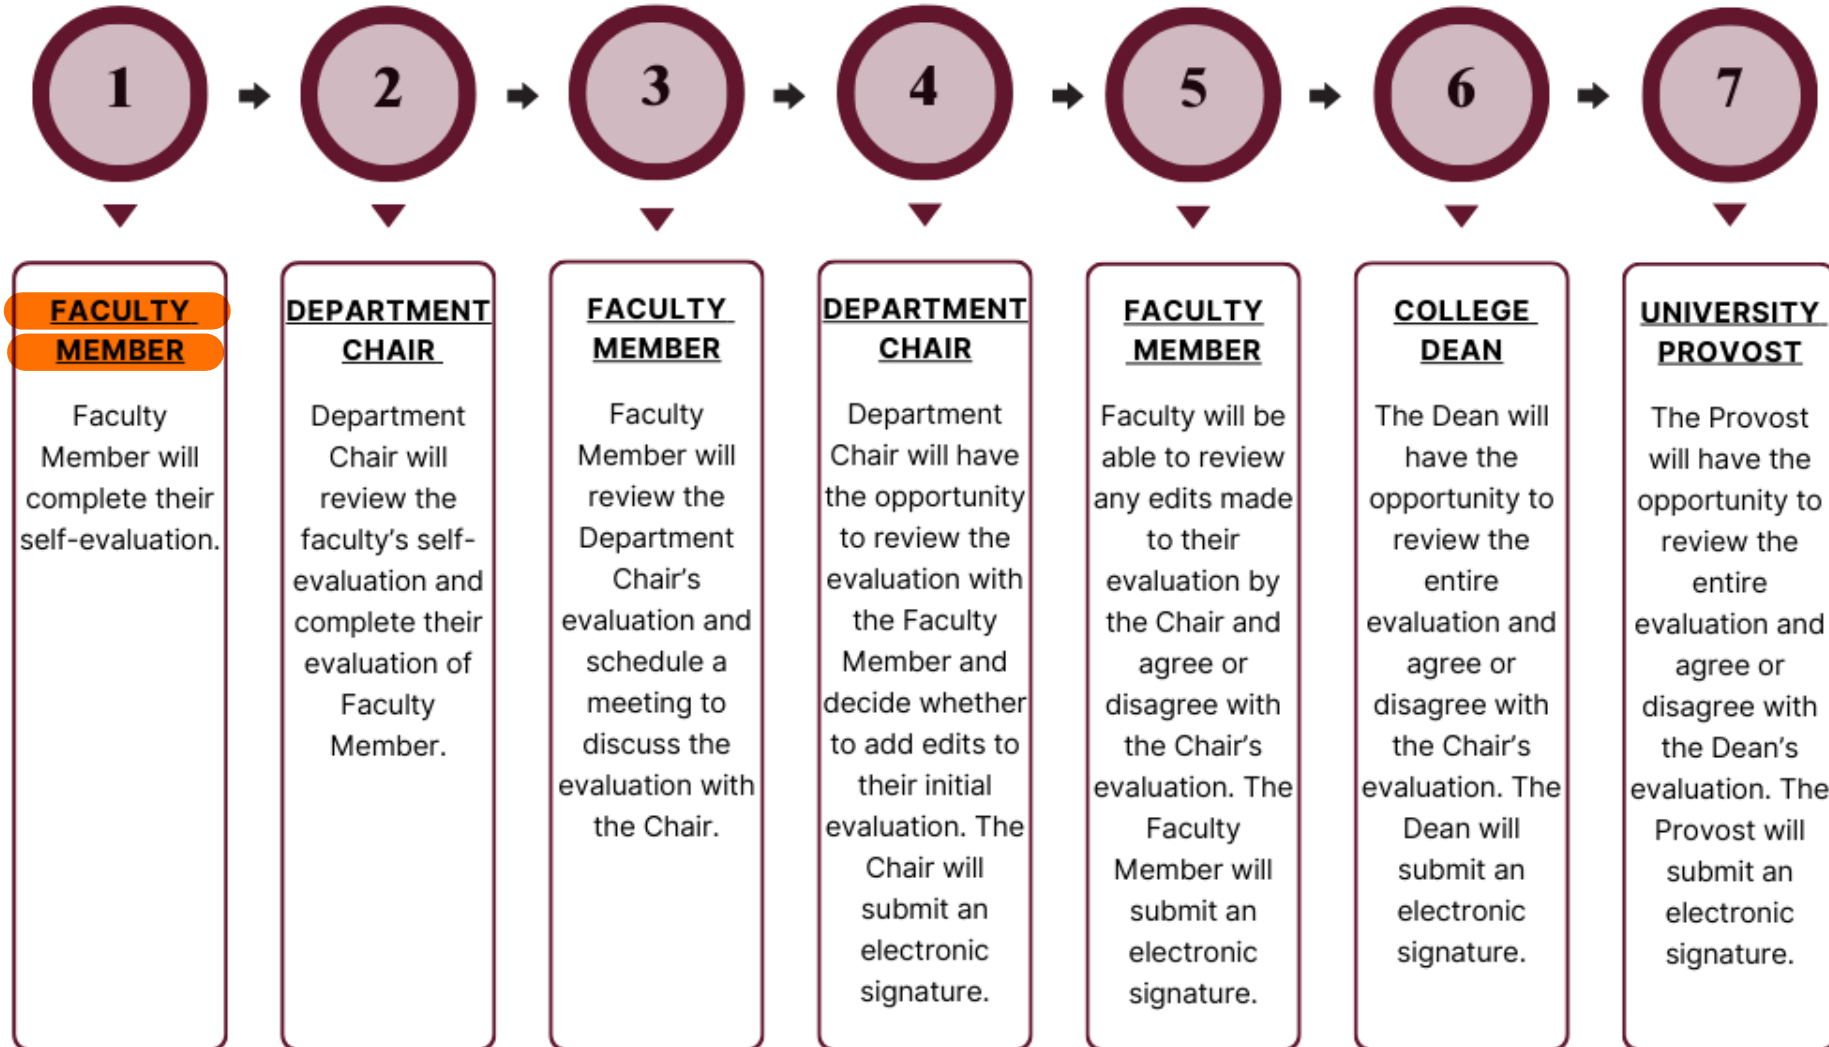 1
2
3
4
5
6
7
FACULTY
MEMBER
Faculty
Member will
complete their
self-evaluation.
DEPARTMENT
CHAIR
Department
Chair will
review the
faculty's self-
evaluation and
complete their
evaluation of
Faculty
Member.
FACULTY
MEMBER
Faculty
Member will
review the
Department
Chair's
evaluation and
schedule a
meeting to
discuss the
evaluation with
the Chair.
DEPARTMENT
CHAIR
Department
Chair will have
the opportunity
to review the
evaluation with
the Faculty
Member and
decide whether
to add edits to
their initial
evaluation. The
Chair will
submit an
electronic
signature.
FACULTY
MEMBER
Faculty will be
able to review
any edits made
to their
evaluation by
the Chair and
agree or
disagree with
the Chair's
evaluation. The
Faculty
Member will
submit an
electronic
signature.
COLLEGE
DEAN
The Dean will
have the
opportunity to
review the
entire
evaluation and
agree or
disagree with
the Chair's
evaluation. The
Dean will
submit an
electronic
signature.
UNIVERSITY
PROVOST
The Provost
will have the
opportunity to
review the
entire
evaluation and
agree or
disagree with
the Dean's
evaluation. The
Provost will
submit an
electronic
signature.